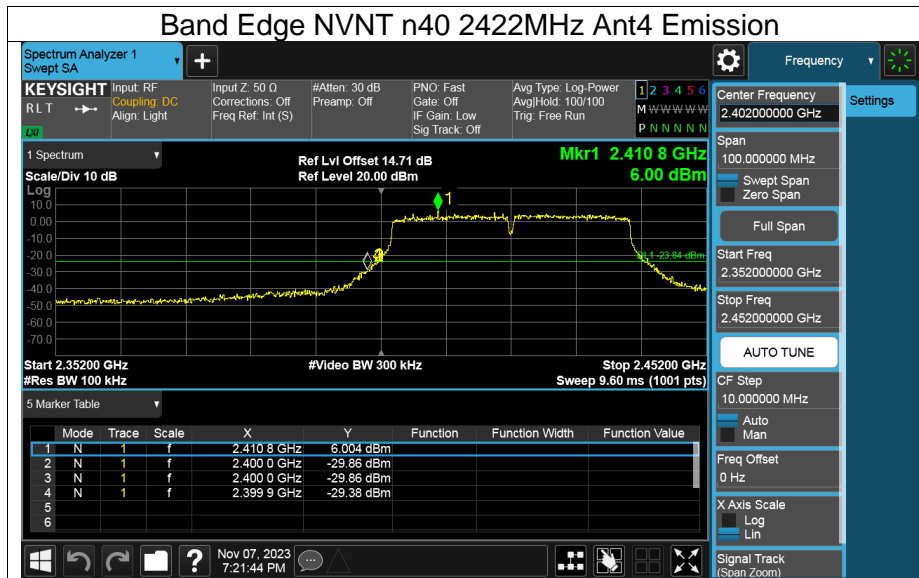 Band Edge NVNT n40 2422MHz Ant4 Emission
Spectrum Analyzer 1
Swept SA
+
Frequency
KEYSIGHT
RLT
LXI
Input: RF
Coupling: DC
Align: Light
Input Z: 50 Ω
Corrections: Off
Freq Ref: Int (S)
#Atten: 30 dB
Preamp: Off
PNO: Fast
Gate: Off
IF Gain: Low
Sig Track: Off
Avg Type: Log-Power
Avg|Hold: 100/100
Trig: Free Run
1 2 3 4 5 6
M W W W W W
P N N N N N
1 Spectrum
Scale/Div 10 dB
Ref Lvl Offset 14.71 dB
Ref Level 20.00 dBm
Mkr1 2.410 8 GHz
6.00 dBm
Log
10.0
0.00
-10.0
-20.0
-30.0
-40.0
-50.0
-60.0
-70.0
1
DL1 -23.84 dBm
Start 2.35200 GHz
#Res BW 100 kHz
#Video BW 300 kHz
Stop 2.45200 GHz
Sweep 9.60 ms (1001 pts)
5 Marker Table
Mode Trace Scale X Y Function Function Width Function Value
1 N 1 f 2.410 8 GHz 6.004 dBm
2 N 1 f 2.400 0 GHz -29.86 dBm
3 N 1 f 2.400 0 GHz -29.86 dBm
4 N 1 f 2.399 9 GHz -29.38 dBm
5
6
?
Nov 07, 2023
7:21:44 PM
Center Frequency
2.402000000 GHz
Settings
Span
100.000000 MHz
Swept Span
Zero Span
Full Span
Start Freq
2.352000000 GHz
Stop Freq
2.452000000 GHz
AUTO TUNE
CF Step
10.000000 MHz
Auto
Man
Freq Offset
0 Hz
X Axis Scale
Log
Lin
Signal Track
(Span Zoom)